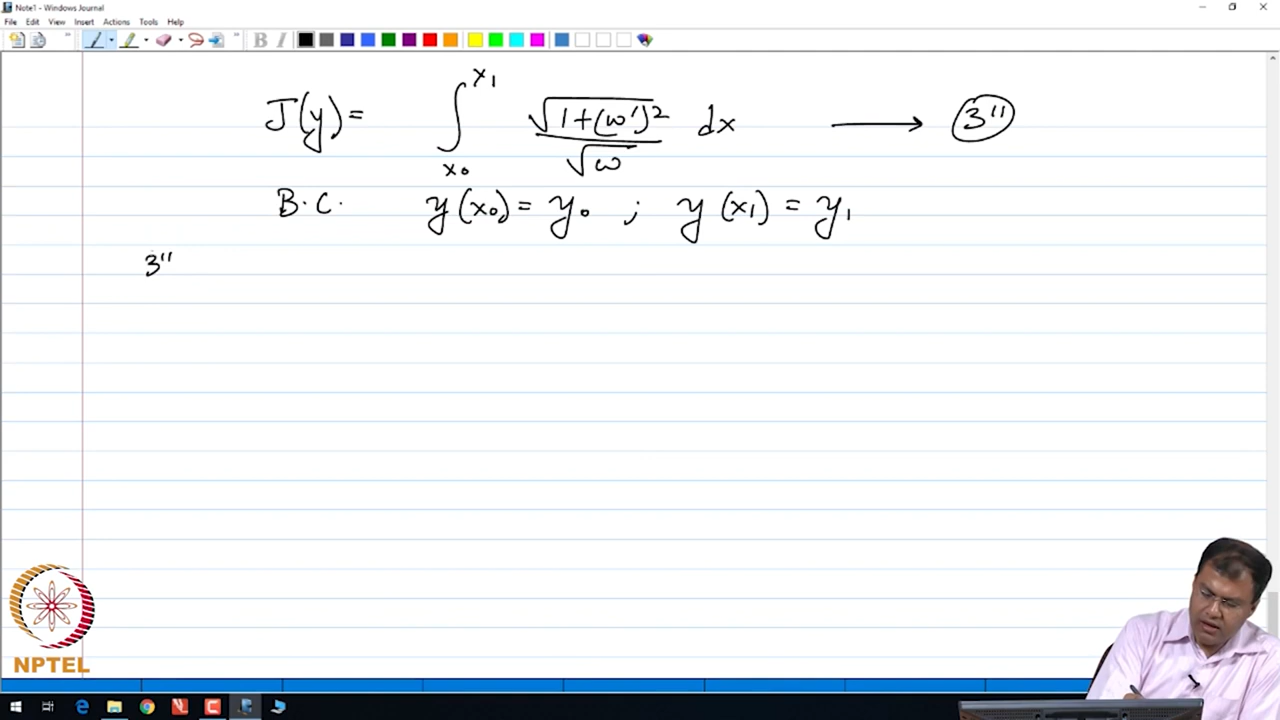 Note1 - Windows Journal
File Edit View Insert Actions Tools Help
B I
J(y) = ∫_{x₀}^{x₁} √(1+(ω')²) / √ω dx ⟶ 3''
B.C. y(x₀) = y₀ ; y(x₁) = y₁
3''
NPTEL